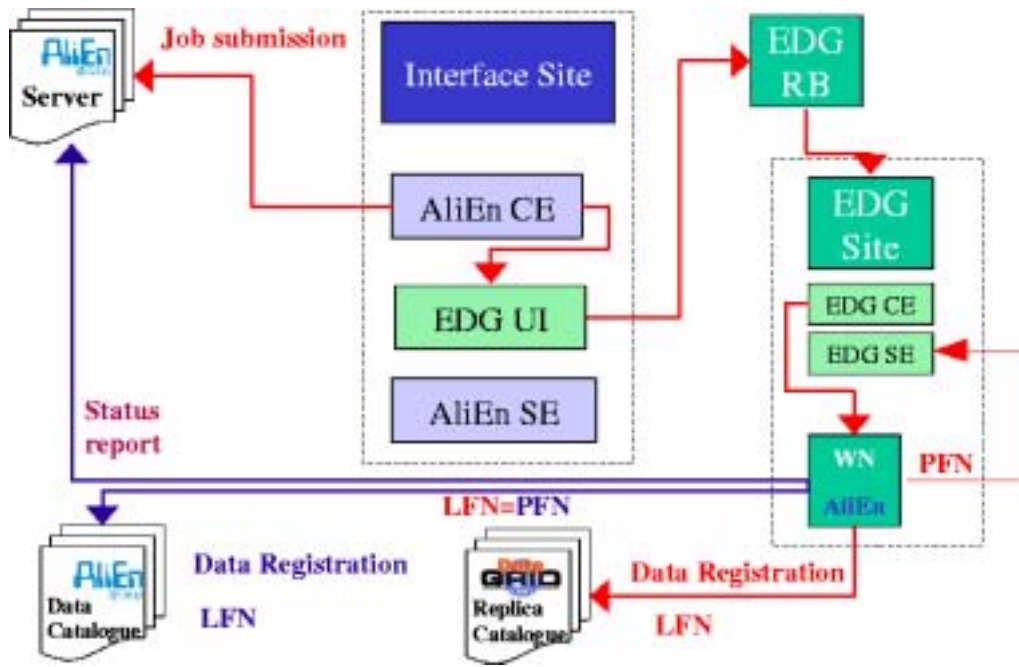 AliEn
Server
Job submission
Interface Site
EDG
RB
AliEn CE
EDG
Site
EDG UI
EDG CE
EDG SE
AliEn SE
Status
report
WN
AliEn
PFN
LFN=PFN
AliEn
Data
Catalogue
Data Registration
LFN
Data
GRID
Replica
Catalogue
Data Registration
LFN